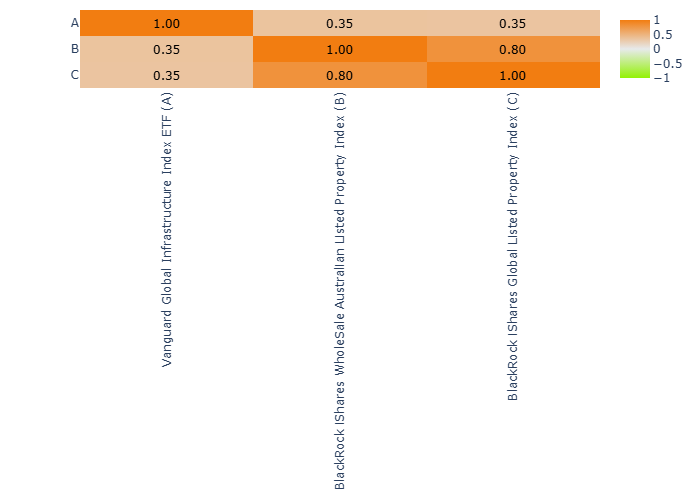 A 1.00 0.35 0.35
B 0.35 1.00 0.80
C 0.35 0.80 1.00
1
0.5
0
−0.5
−1
Vanguard Global Infrastructure Index ETF (A)
BlackRock IShares WholeSale Australian Listed Property Index (B)
BlackRock IShares Global Listed Property Index (C)